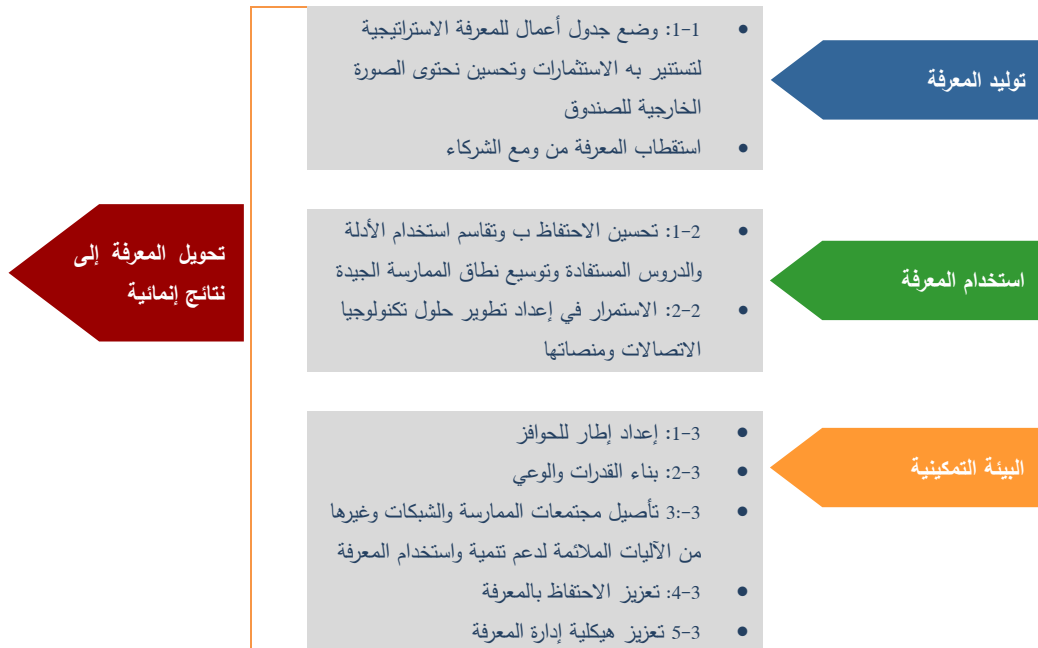 توليد المعرفة
1-1: وضع جدول أعمال للمعرفة الاستراتيجية
لتستنير به الاستثمارات وتحسين نحتوى الصورة
الخارجية للصندوق
استقطاب المعرفة من ومع الشركاء
استخدام المعرفة
1-2: تحسين الاحتفاظ ب وتقاسم استخدام الأدلة
والدروس المستفادة وتوسيع نطاق الممارسة الجيدة
2-2: الاستمرار في إعداد تطوير حلول تكنولوجيا
الاتصالات ومنصاتها
البيئة التمكينية
1-3: إعداد إطار للحوافز
2-3: بناء القدرات والوعي
3:-3 تأصيل مجتمعات الممارسة والشبكات وغيرها
من الآليات الملائمة لدعم تنمية واستخدام المعرفة
4-3: تعزيز الاحتفاظ بالمعرفة
5-3 تعزيز هيكلية إدارة المعرفة
تحويل المعرفة إلى
نتائج إنمائية